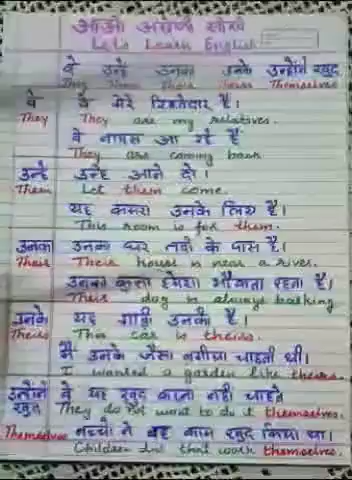 आओ अंग्रेजी सीखें
Let's Learn English
वे उन्हें उनका उनके उन्होंने खुद
They Them Their Theirs Themselves
वे वे मेरे रिश्तेदार हैं।
They They are my relatives.
वे वापस आ रहे हैं
They are coming back
उन्हें उन्हें आने दो।
Them Let them come.
यह कमरा उनके लिए है।
This room is for them.
उनका उनका घर नदी के पास है।
Their Their house is near a river.
उनका कुत्ता हमेशा भौंकता रहता है।
Their dog is always barking
उनके यह गाड़ी उनकी है।
Theirs This car is theirs.
मैं उनके जैसा बगीचा चाहती थी।
I wanted a garden like theirs.
उन्होंने वे यह खुद करना नहीं चाहते
खुद They do not want to do it themselves.
Themselves बच्चों ने वह काम खुद किया था।
Children did that work themselves.